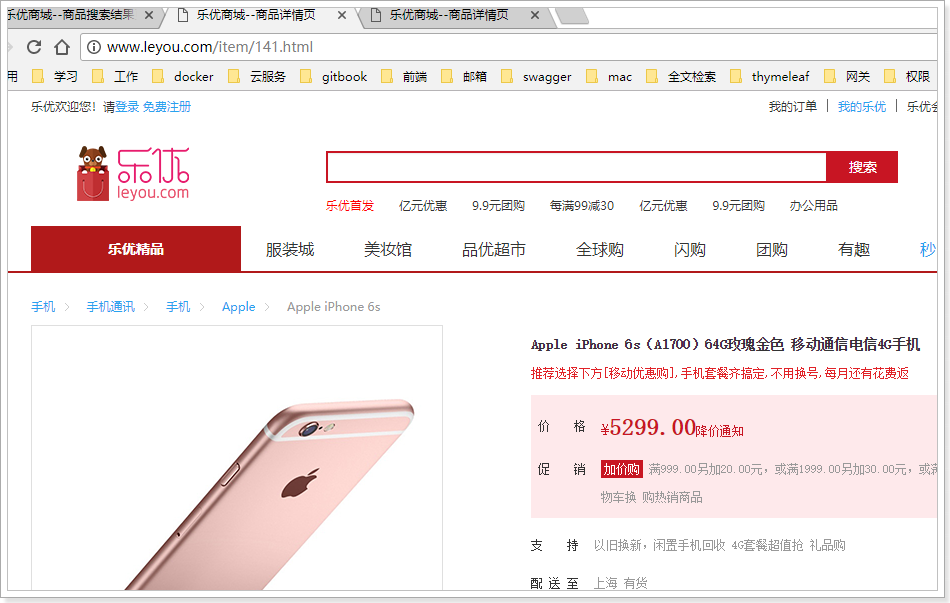 乐优商城--商品搜索结果 乐优商城--商品详情页 乐优商城--商品详情页
www.leyou.com/item/141.html
用 学习 工作 docker 云服务 gitbook 前端 邮箱 swagger mac 全文检索 thymeleaf 网关 权限
乐优欢迎您！请登录 免费注册 我的订单 我的乐优 乐优会
乐优
leyou.com
搜索
乐优首发 亿元优惠 9.9元团购 每满99减30 亿元优惠 9.9元团购 办公用品
乐优精品 服装城 美妆馆 品优超市 全球购 闪购 团购 有趣 秒
手机 手机通讯 手机 Apple Apple iPhone 6s
Apple iPhone 6s（A1700）64G玫瑰金色 移动通信电信4G手机
推荐选择下方[移动优惠购],手机套餐齐搞定,不用换号,每月还有花费返
价 格 ¥5299.00降价通知
促 销 加价购 满999.00另加20.00元，或满1999.00另加30.00元，或满
物车换 购热销商品
支 持 以旧换新，闲置手机回收 4G套餐超值抢 礼品购
配 送 至 上海 有货